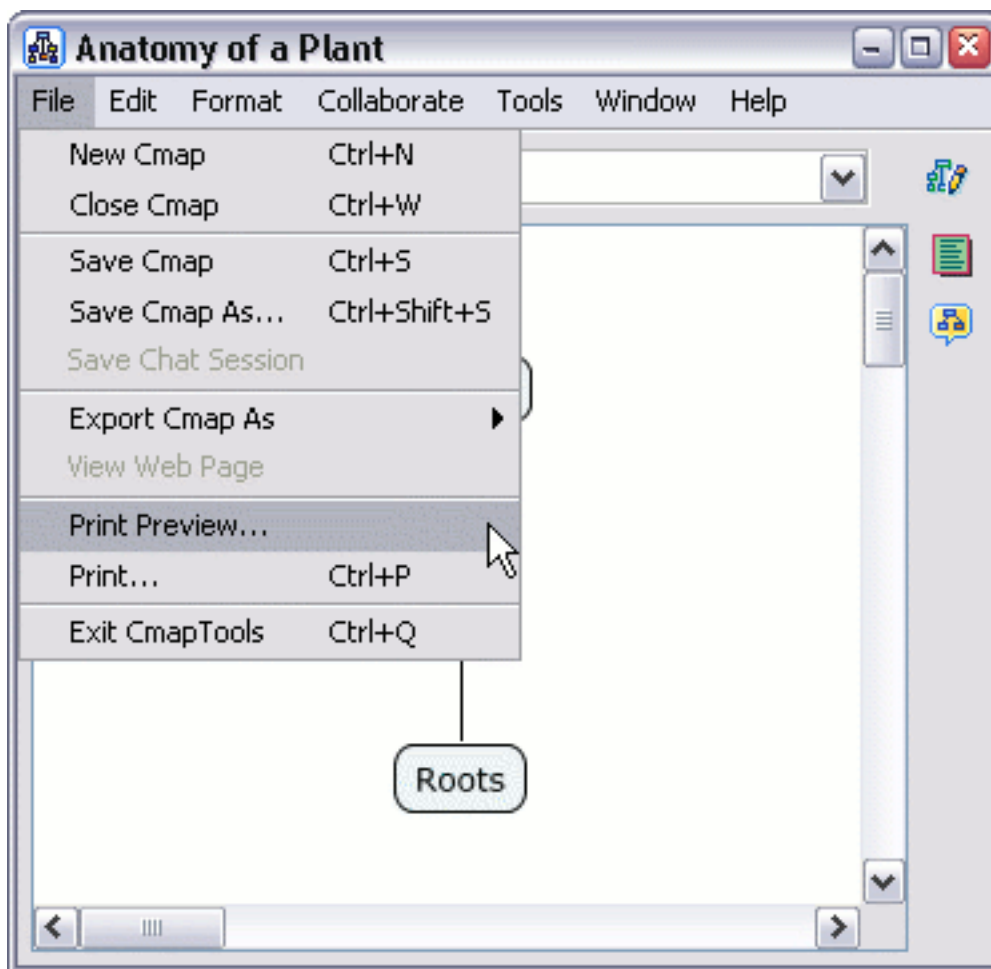 Anatomy of a Plant
File Edit Format Collaborate Tools Window Help
New Cmap Ctrl+N
Close Cmap Ctrl+W
Save Cmap Ctrl+S
Save Cmap As... Ctrl+Shift+S
Save Chat Session
Export Cmap As
View Web Page
Print Preview...
Print... Ctrl+P
Exit CmapTools Ctrl+Q
Roots